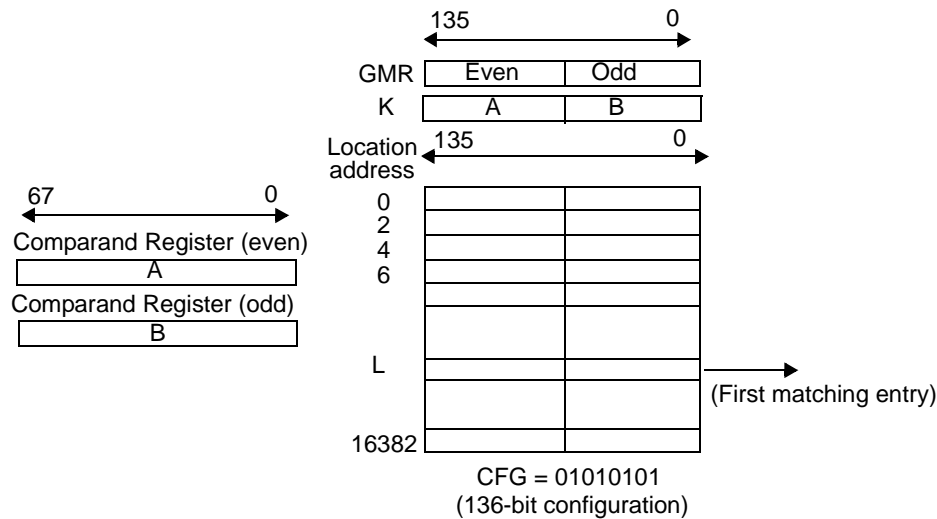 135 0
GMR Even Odd
K A B
135 0
Location
address
67 0
Comparand Register (even)
A
Comparand Register (odd)
B
0
2
4
6
L
(First matching entry)
16382
CFG = 01010101
(136-bit configuration)